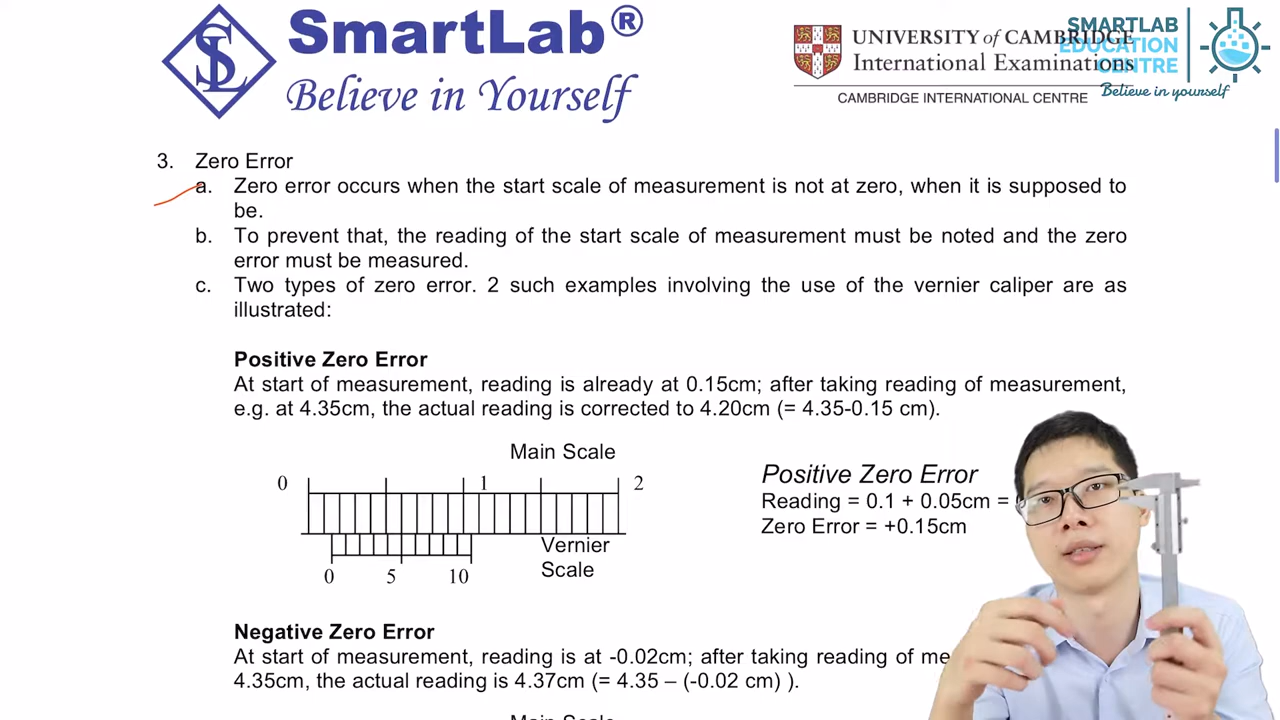 SmartLab®
Believe in Yourself
UNIVERSITY of CAMBRIDGE
International Examinations
CAMBRIDGE INTERNATIONAL CENTRE
SMARTLAB
EDUCATION
CENTRE
Believe in yourself
3. Zero Error
a. Zero error occurs when the start scale of measurement is not at zero, when it is supposed to
be.
b. To prevent that, the reading of the start scale of measurement must be noted and the zero
error must be measured.
c. Two types of zero error. 2 such examples involving the use of the vernier caliper are as
illustrated:
Positive Zero Error
At start of measurement, reading is already at 0.15cm; after taking reading of measurement,
e.g. at 4.35cm, the actual reading is corrected to 4.20cm (= 4.35-0.15 cm).
Main Scale
0 1 2
Vernier
Scale
0 5 10
Positive Zero Error
Reading = 0.1 + 0.05cm =
Zero Error = +0.15cm
Negative Zero Error
At start of measurement, reading is at -0.02cm; after taking reading of
4.35cm, the actual reading is 4.37cm (= 4.35 – (-0.02 cm) ).
Main Scale